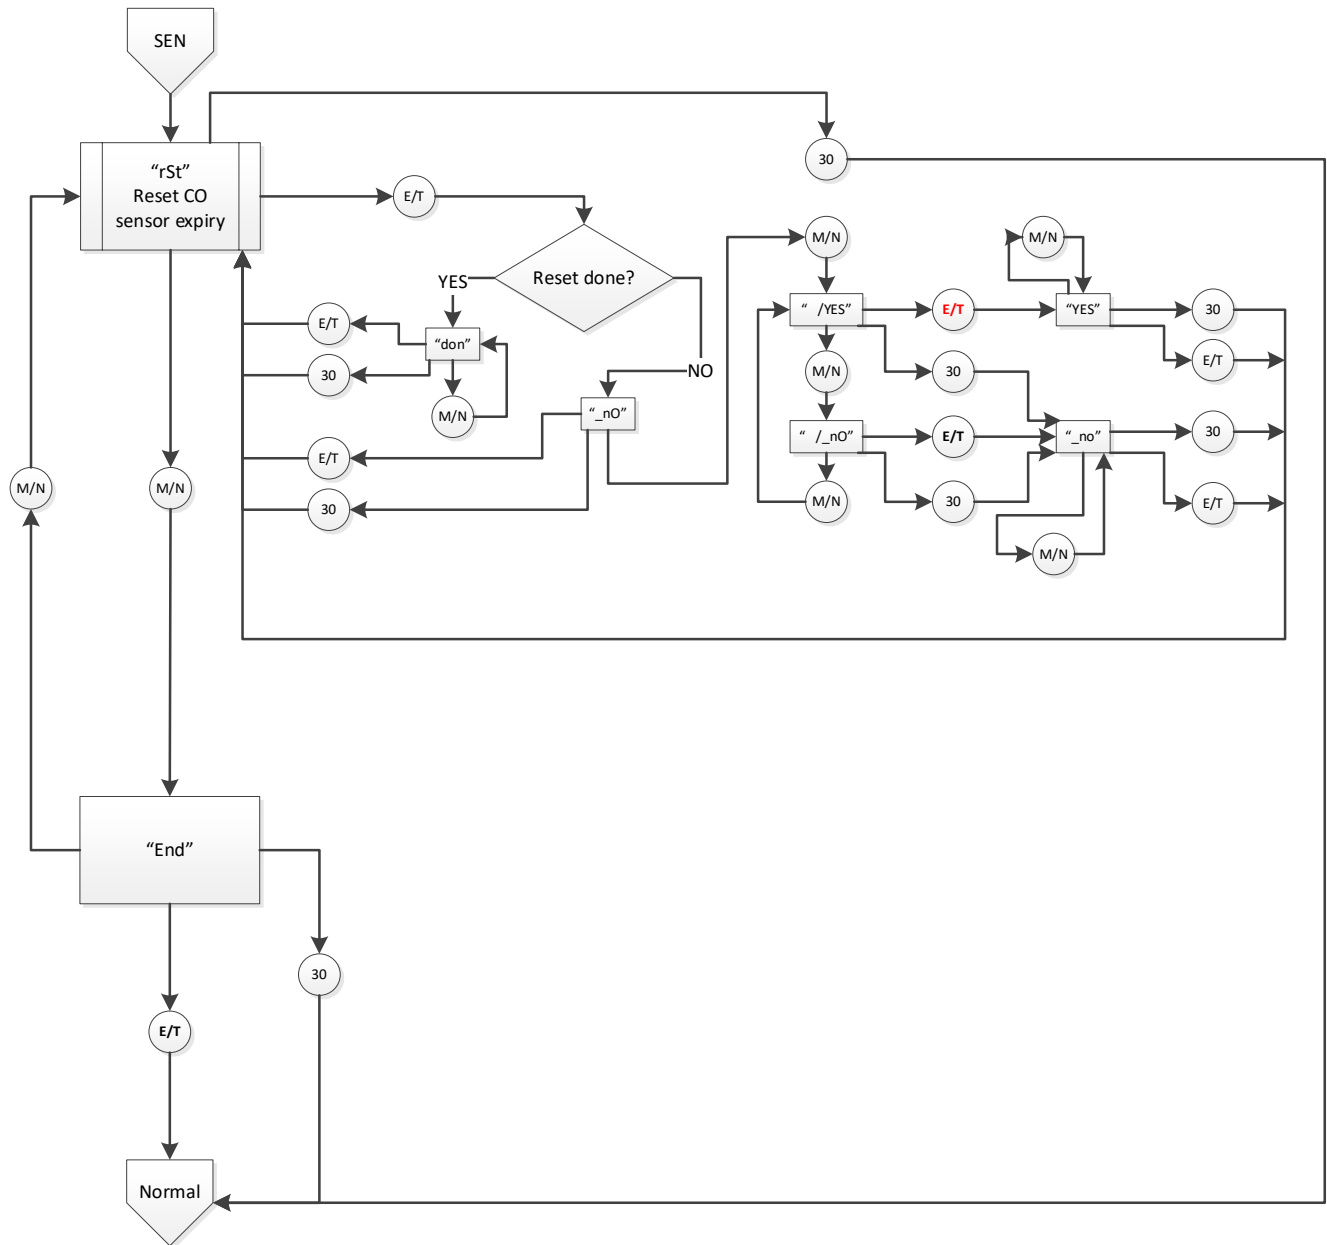 SEN
“rSt”
Reset CO
sensor expiry
30
E/T
Reset done?
YES
NO
“don”
E/T
30
M/N
“_nO”
E/T
30
M/N
“ /YES”
E/T
“YES”
M/N
30
E/T
M/N
30
“ /_nO”
E/T
“_no”
30
M/N
30
E/T
M/N
M/N
M/N
“End”
30
E/T
Normal